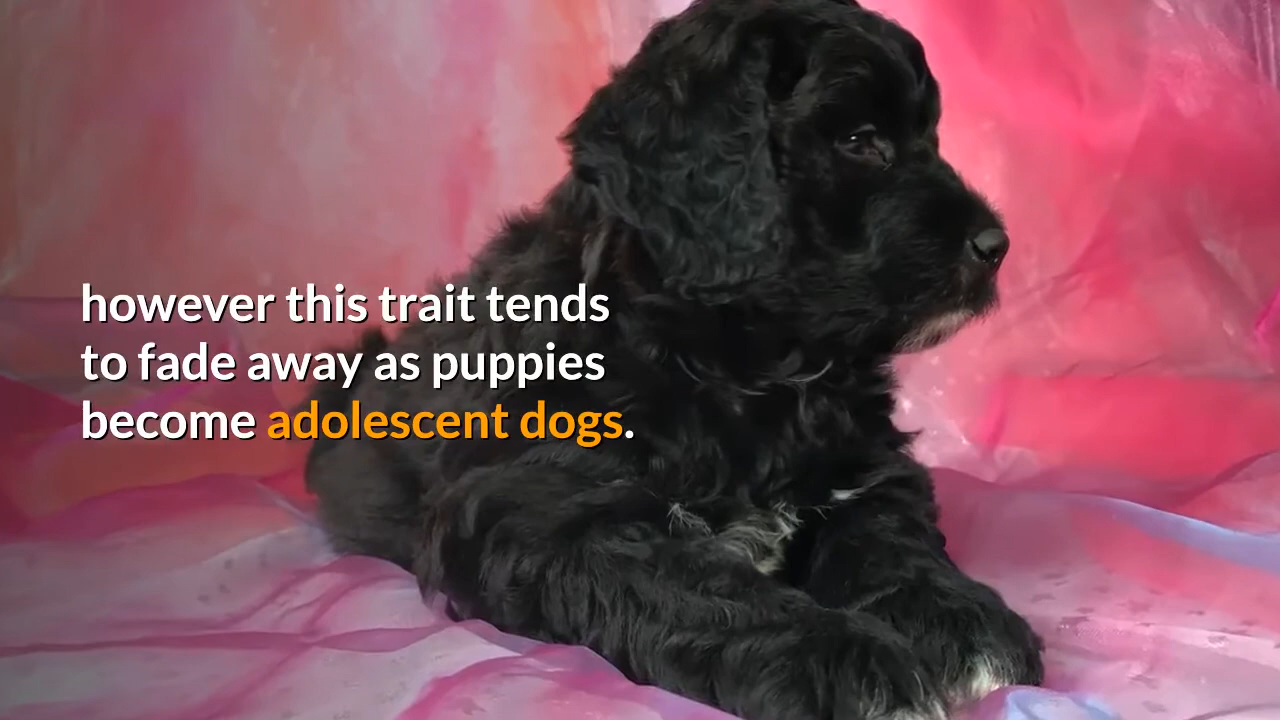 however this trait tends
to fade away as puppies
become adolescent dogs.